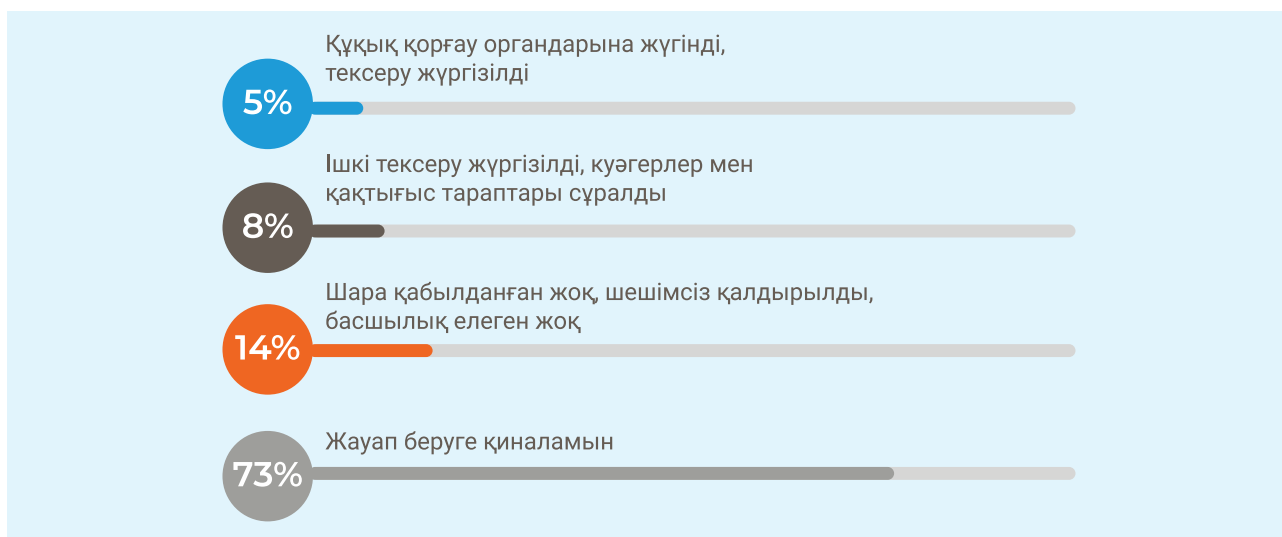 Құқық қорғау органдарына жүгінді,
тексеру жүргізілді
5%
Ішкі тексеру жүргізілді, куәгерлер мен
қақтығыс тараптары сұралды
8%
Шара қабылданған жоқ, шешімсіз қалдырылды,
басшылық елеген жоқ
14%
Жауап беруге қиналамын
73%